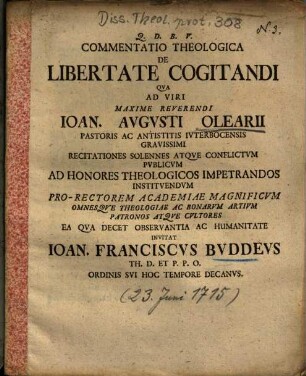 Diss. Theol. prot. 308
N. 3.
Q. D. B. V.
COMMENTATIO THEOLOGICA
DE
LIBERTATE COGITANDI
QVA
AD VIRI
MAXIME REVERENDI
IOAN. AVGVSTI OLEARII
PASTORIS AC ANTISTITIS IVTERBOCENSIS
GRAVISSIMI
RECITATIONES SOLENNES ATQVE CONFLICTVM
PVBLICVM
AD HONORES THEOLOGICOS IMPETRANDOS
INSTITVENDVM
PRO-RECTOREM ACADEMIAE MAGNIFICVM
OMNESQVE THEOLOGIAE AC BONARVM ARTIVM
PATRONOS ATQVE CVLTORES
EA QVA DECET OBSERVANTIA AC HUMANITATE
INVITAT
IOAN. FRANCISCVS BVDDEVS
TH. D. ET P. P. O.
ORDINIS SVI HOC TEMPORE DECANVS.
(23. Juni 1715)